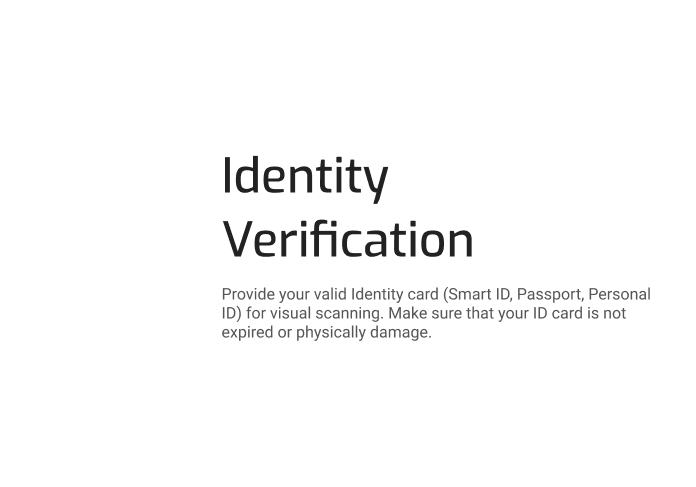 Identity
Verification
Provide your valid Identity card (Smart ID, Passport, Personal
ID) for visual scanning. Make sure that your ID card is not
expired or physically damage.